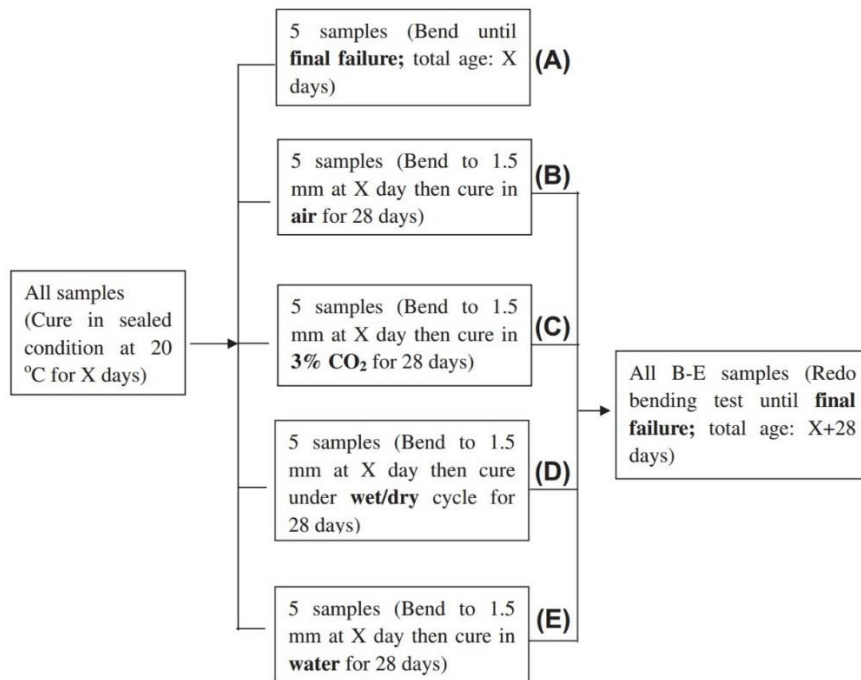 5 samples (Bend until
final failure; total age: X
days)
(A)
5 samples (Bend to 1.5
mm at X day then cure in
air for 28 days)
(B)
All samples
(Cure in sealed
condition at 20
°C for X days)
5 samples (Bend to 1.5
mm at X day then cure in
3% CO₂ for 28 days)
(C)
All B-E samples (Redo
bending test until final
failure; total age: X+28
days)
5 samples (Bend to 1.5
mm at X day then cure
under wet/dry cycle for
28 days)
(D)
5 samples (Bend to 1.5
mm at X day then cure in
water for 28 days)
(E)